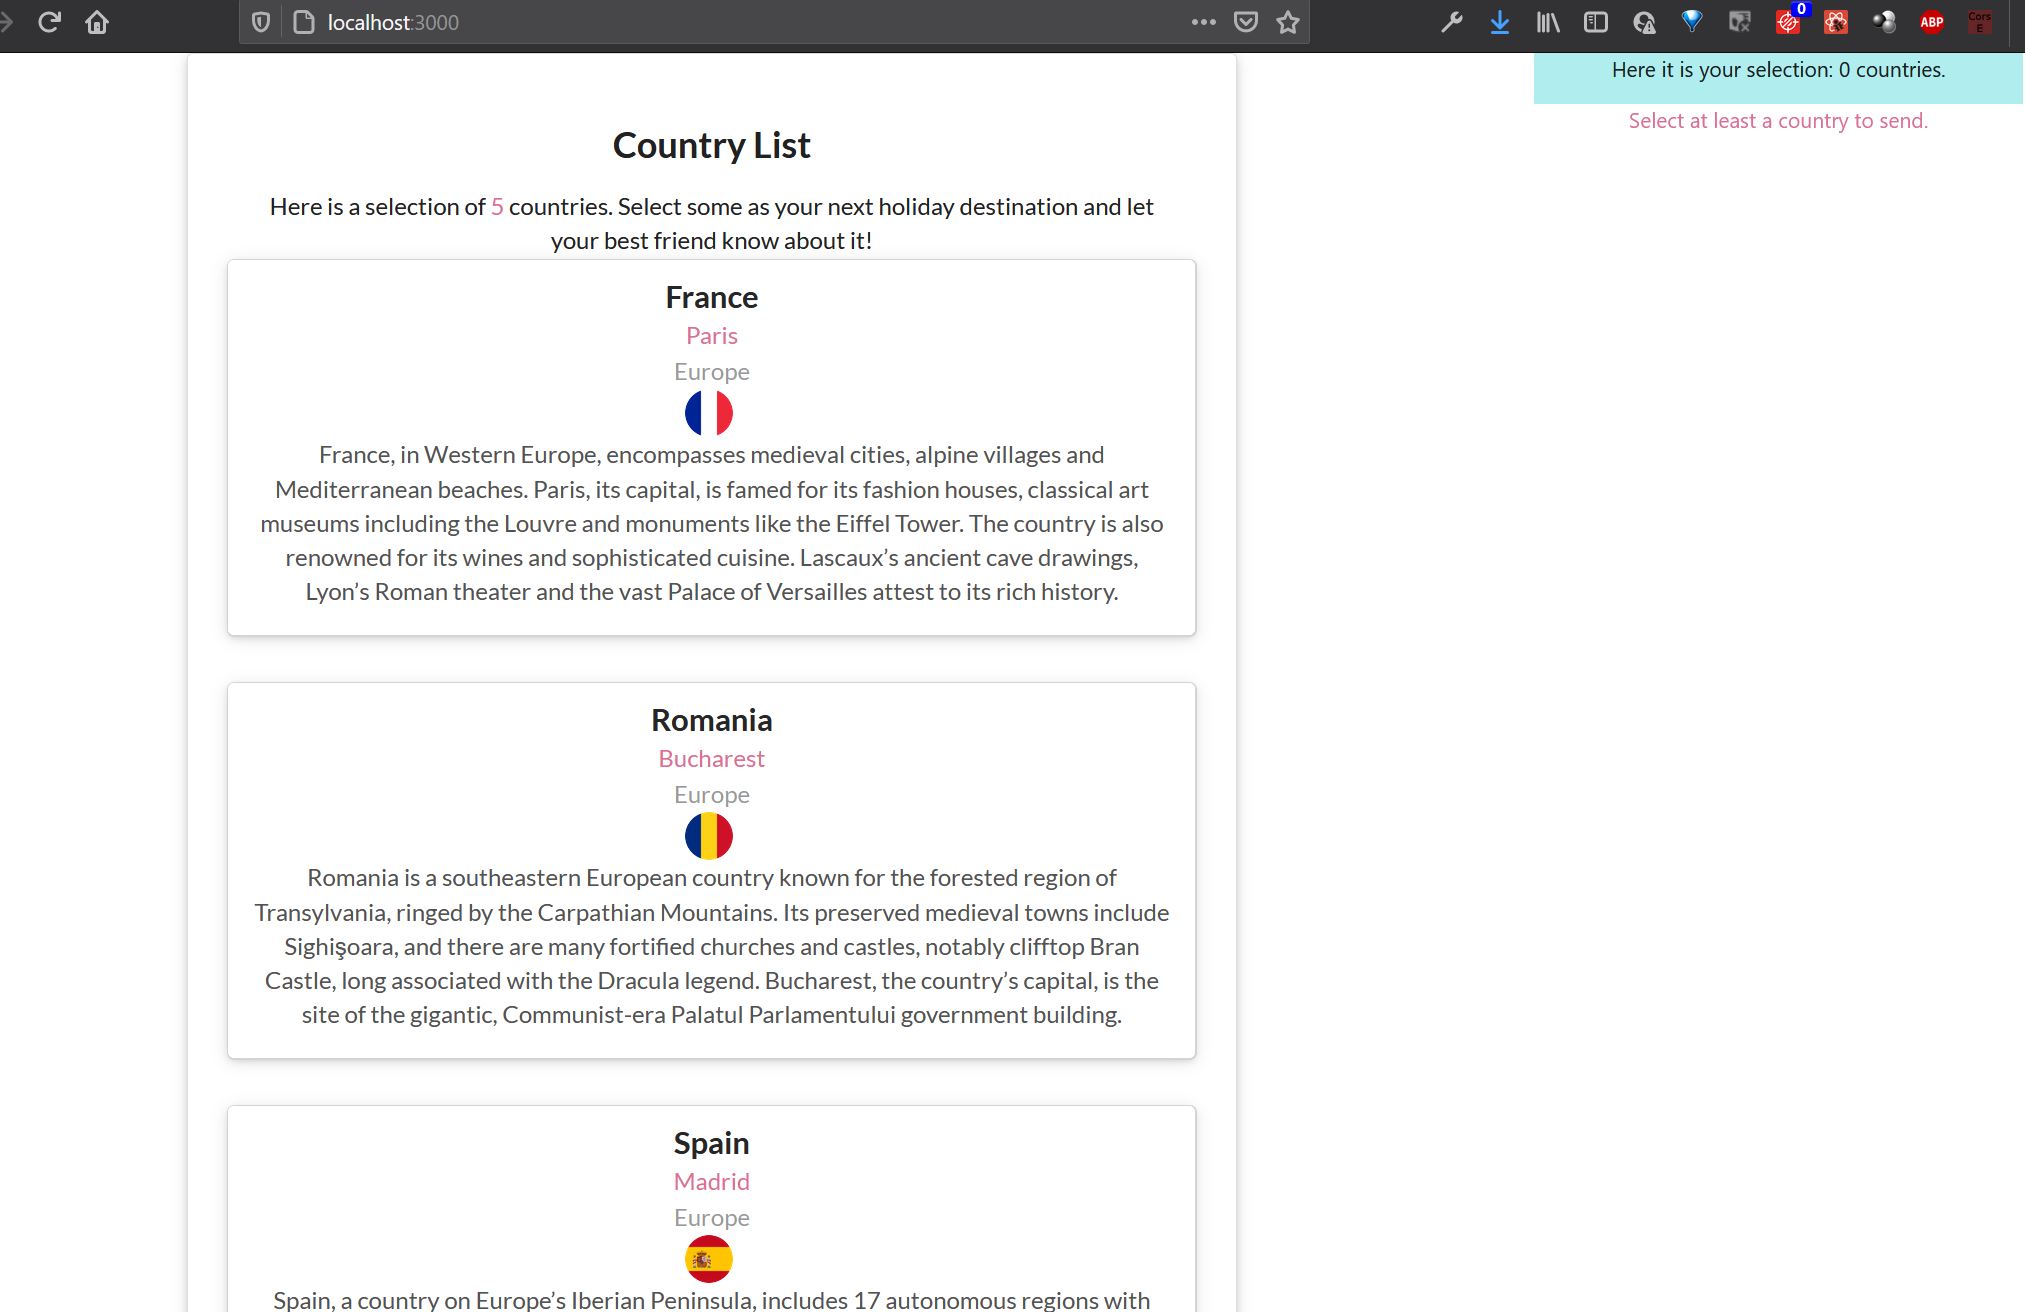 localhost:3000
0
ABP
Cors
E
Here it is your selection: 0 countries.
Select at least a country to send.
Country List
Here is a selection of 5 countries. Select some as your next holiday destination and let
your best friend know about it!
France
Paris
Europe
France, in Western Europe, encompasses medieval cities, alpine villages and
Mediterranean beaches. Paris, its capital, is famed for its fashion houses, classical art
museums including the Louvre and monuments like the Eiffel Tower. The country is also
renowned for its wines and sophisticated cuisine. Lascaux’s ancient cave drawings,
Lyon’s Roman theater and the vast Palace of Versailles attest to its rich history.
Romania
Bucharest
Europe
Romania is a southeastern European country known for the forested region of
Transylvania, ringed by the Carpathian Mountains. Its preserved medieval towns include
Sighişoara, and there are many fortified churches and castles, notably clifftop Bran
Castle, long associated with the Dracula legend. Bucharest, the country’s capital, is the
site of the gigantic, Communist-era Palatul Parlamentului government building.
Spain
Madrid
Europe
Spain, a country on Europe’s Iberian Peninsula, includes 17 autonomous regions with